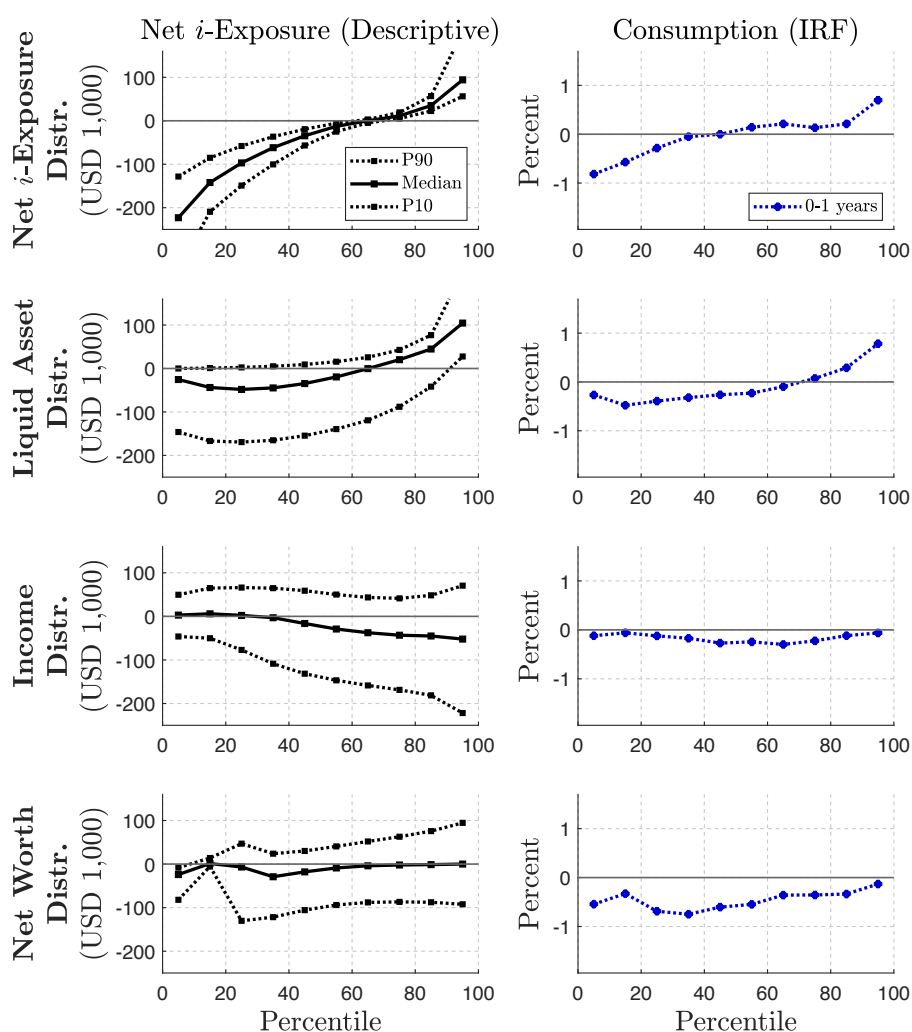 Net i-Exposure (Descriptive)
Consumption (IRF)
Net i-Exposure
Distr.
(USD 1,000)
100
0
-100
-200
P90
Median
P10
0 20 40 60 80 100
Percent
1
0
-1
0-1 years
0 20 40 60 80 100
Liquid Asset
Distr.
(USD 1,000)
100
0
-100
-200
0 20 40 60 80 100
Percent
1
0
-1
0 20 40 60 80 100
Income
Distr.
(USD 1,000)
100
0
-100
-200
0 20 40 60 80 100
Percent
1
0
-1
0 20 40 60 80 100
Net Worth
Distr.
(USD 1,000)
100
0
-100
-200
0 20 40 60 80 100
Percentile
Percent
1
0
-1
0 20 40 60 80 100
Percentile